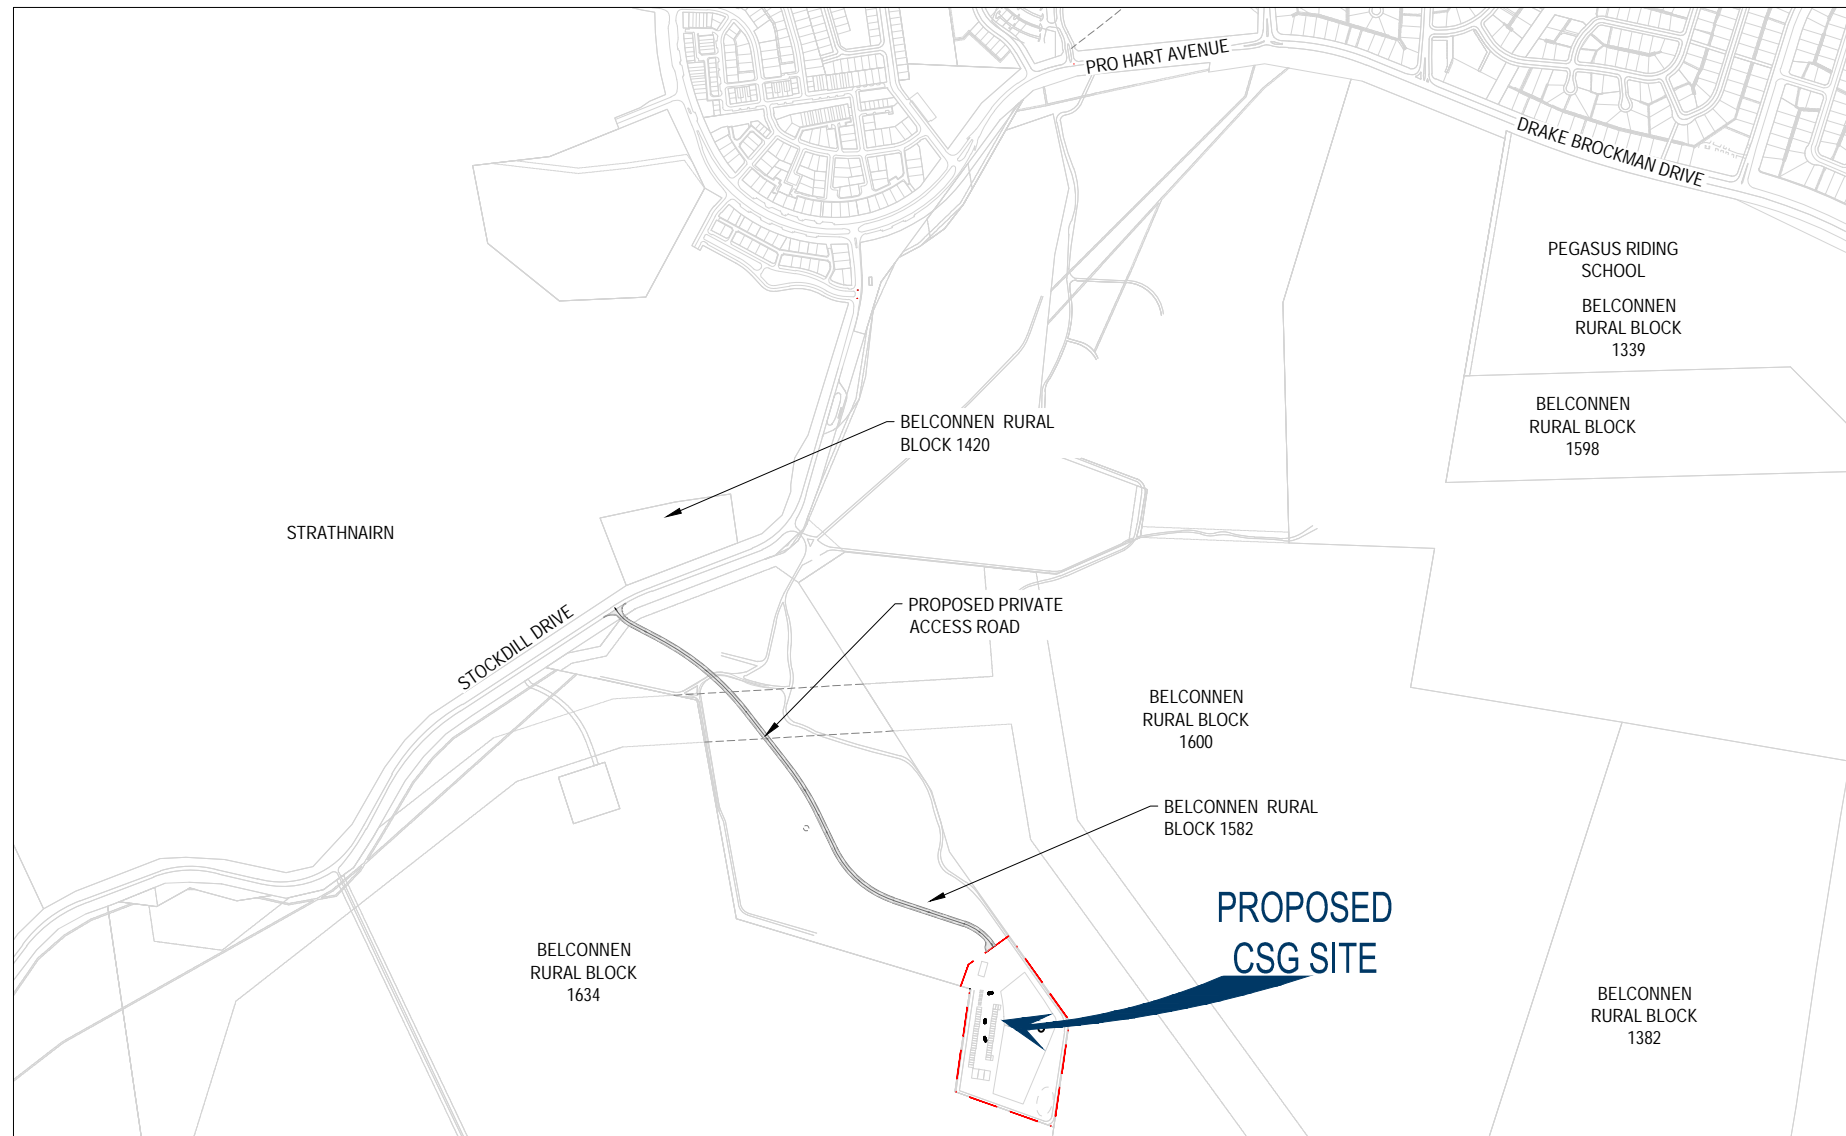 PRO HART AVENUE
DRAKE BROCKMAN DRIVE
PEGASUS RIDING
SCHOOL
BELCONNEN
RURAL BLOCK
1339
BELCONNEN
RURAL BLOCK
1598
BELCONNEN RURAL
BLOCK 1420
STRATHNAIRN
STOCKDILL DRIVE
PROPOSED PRIVATE
ACCESS ROAD
BELCONNEN
RURAL BLOCK
1600
BELCONNEN RURAL
BLOCK 1582
PROPOSED
CSG SITE
BELCONNEN
RURAL BLOCK
1634
BELCONNEN
RURAL BLOCK
1382